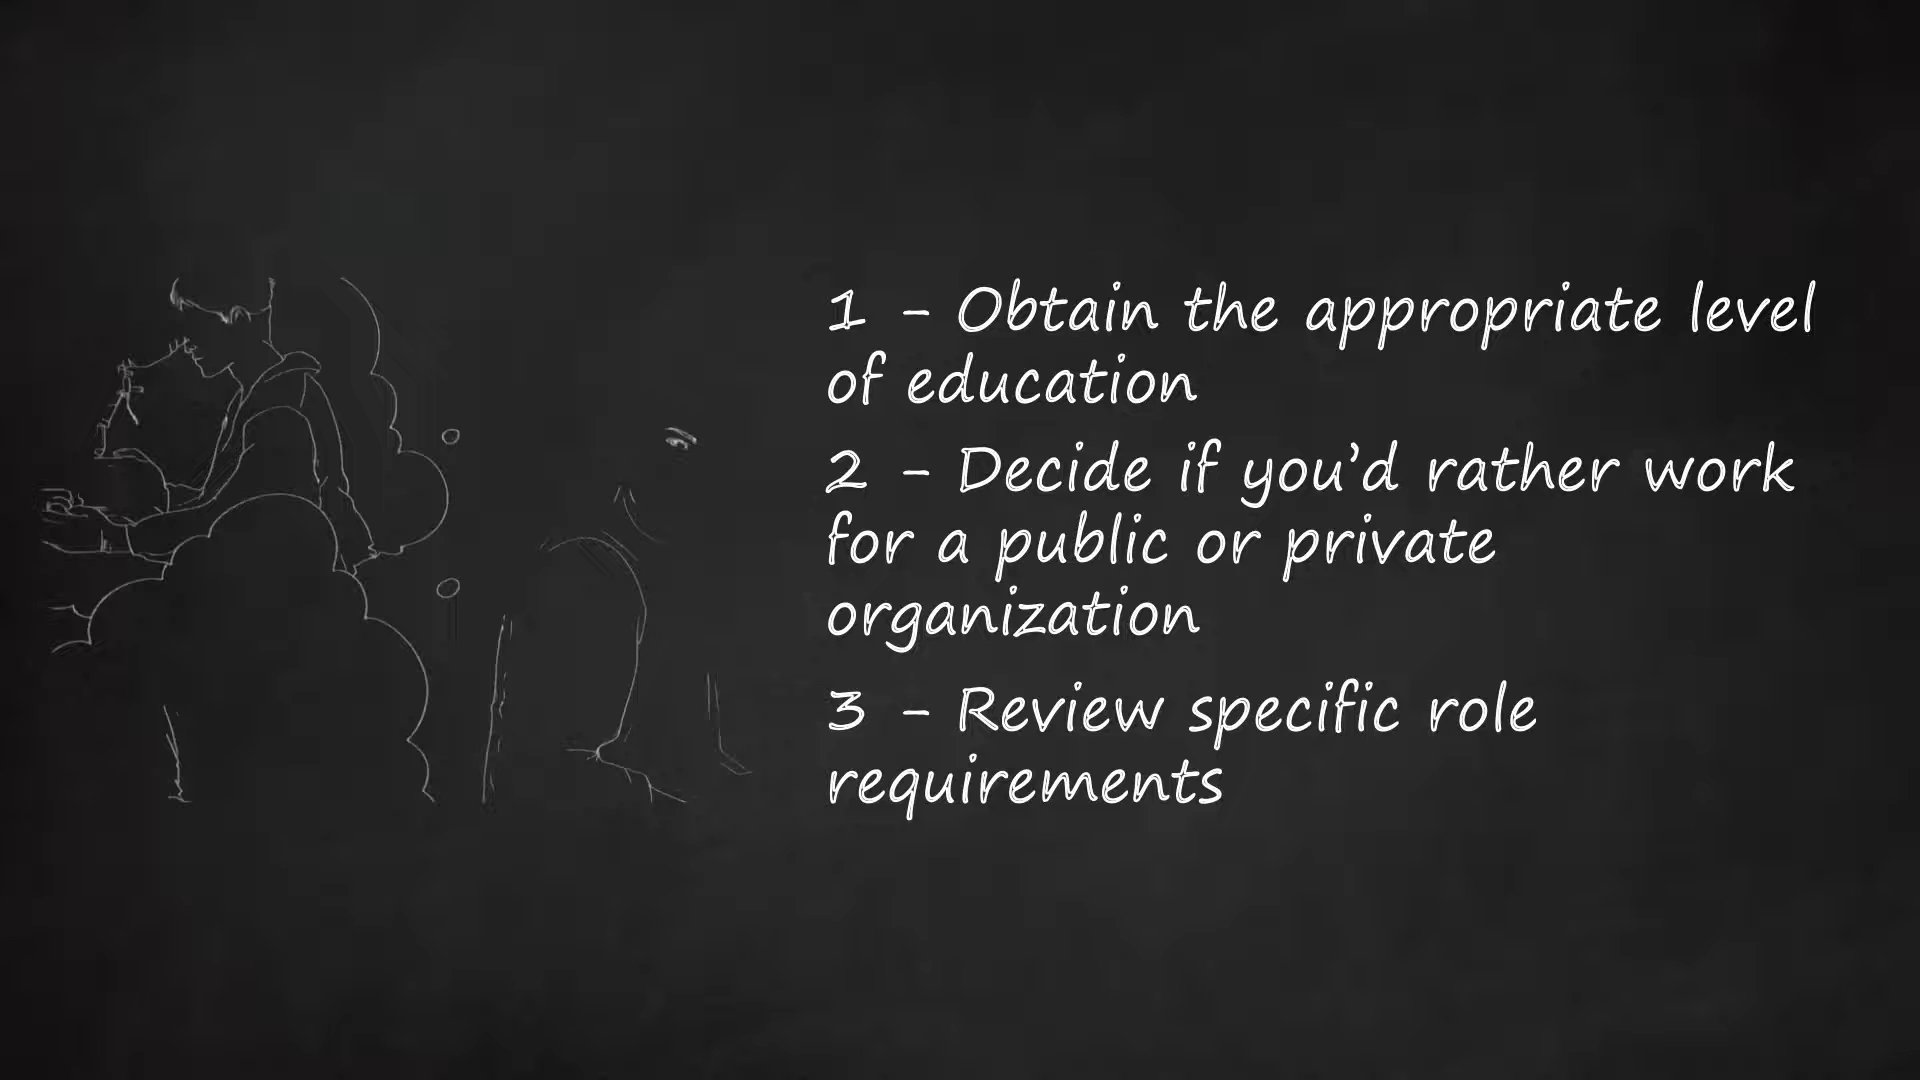 1 - Obtain the appropriate level
of education
2 - Decide if you’d rather work
for a public or private
organization
3 - Review specific role
requirements